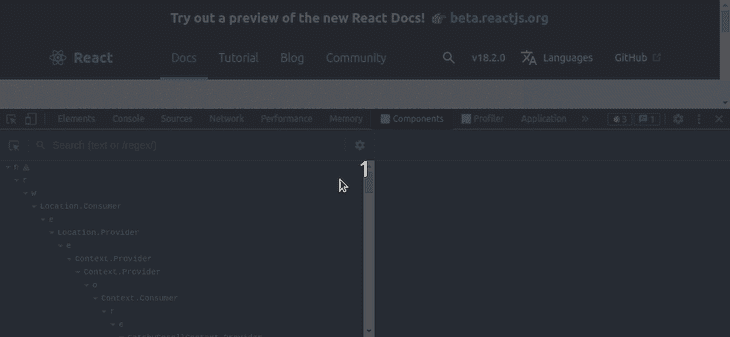 Try out a preview of the new React Docs! beta.reactjs.org
React Docs Tutorial Blog Community v18.2.0 Languages GitHub
Elements Console Sources Network Performance Memory Components Profiler Application » 3 1
Search (text or /regex/)
1
h
r
w
Location.Consumer
Location.Provider
Context.Provider
Context.Provider
o
Context.Consumer
r